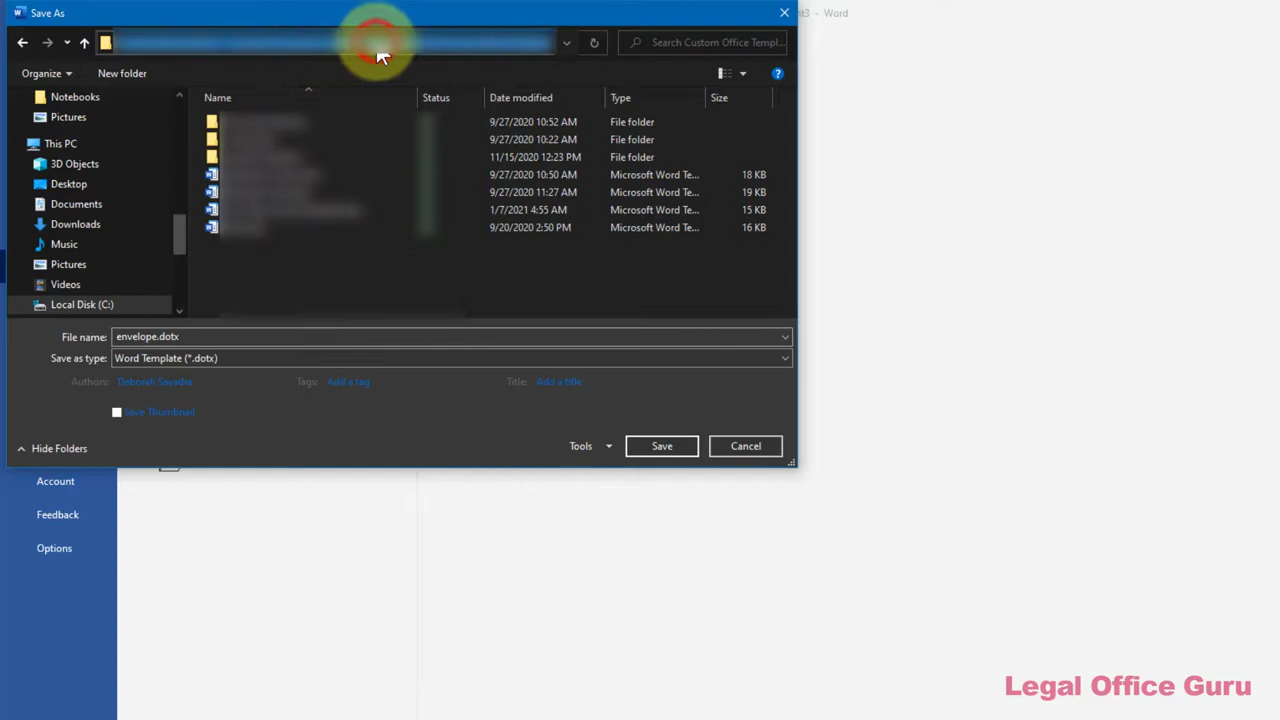 Save As
nt3 - Word
Search Custom Office Templ...
Organize
New folder
Name
Status
Date modified
Type
Size
Notebooks
Pictures
This PC
3D Objects
Desktop
Documents
Downloads
Music
Pictures
Videos
Local Disk (C:)
9/27/2020 10:52 AM File folder
9/27/2020 10:22 AM File folder
11/15/2020 12:23 PM File folder
9/27/2020 10:50 AM Microsoft Word Te... 18 KB
9/27/2020 11:27 AM Microsoft Word Te... 19 KB
1/7/2021 4:55 AM Microsoft Word Te... 15 KB
9/20/2020 2:50 PM Microsoft Word Te... 16 KB
File name: envelope.dotx
Save as type: Word Template (*.dotx)
Authors: Deborah Savadra
Tags: Add a tag
Title: Add a title
Save Thumbnail
Hide Folders
Tools
Save
Cancel
Account
Feedback
Options
Legal Office Guru